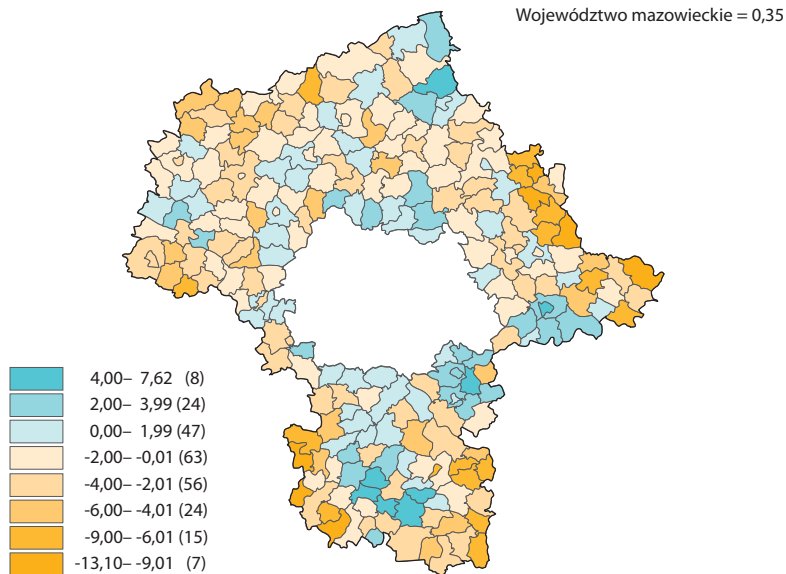 Województwo mazowieckie = 0,35
4,00– 7,62 (8)
2,00– 3,99 (24)
0,00– 1,99 (47)
-2,00– -0,01 (63)
-4,00– -2,01 (56)
-6,00– -4,01 (24)
-9,00– -6,01 (15)
-13,10– -9,01 (7)